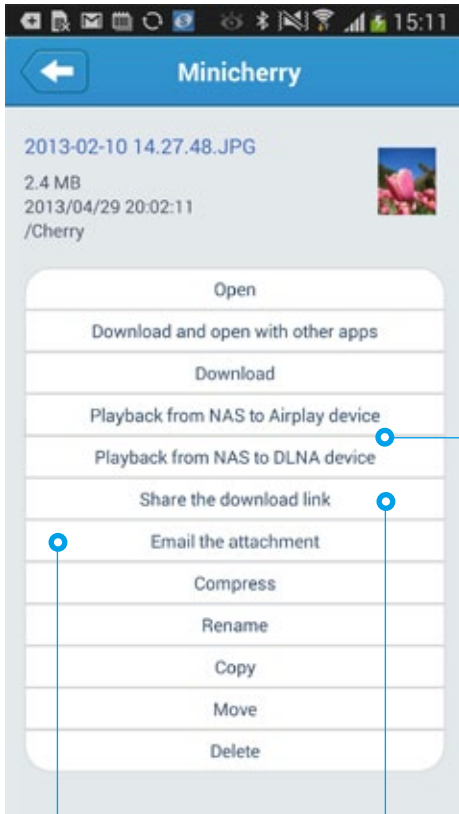 15:11
Minicherry
2013-02-10 14.27.48.JPG
2.4 MB
2013/04/29 20:02:11
/Cherry
Open
Download and open with other apps
Download
Playback from NAS to Airplay device
Playback from NAS to DLNA device
Share the download link
Email the attachment
Compress
Rename
Copy
Move
Delete